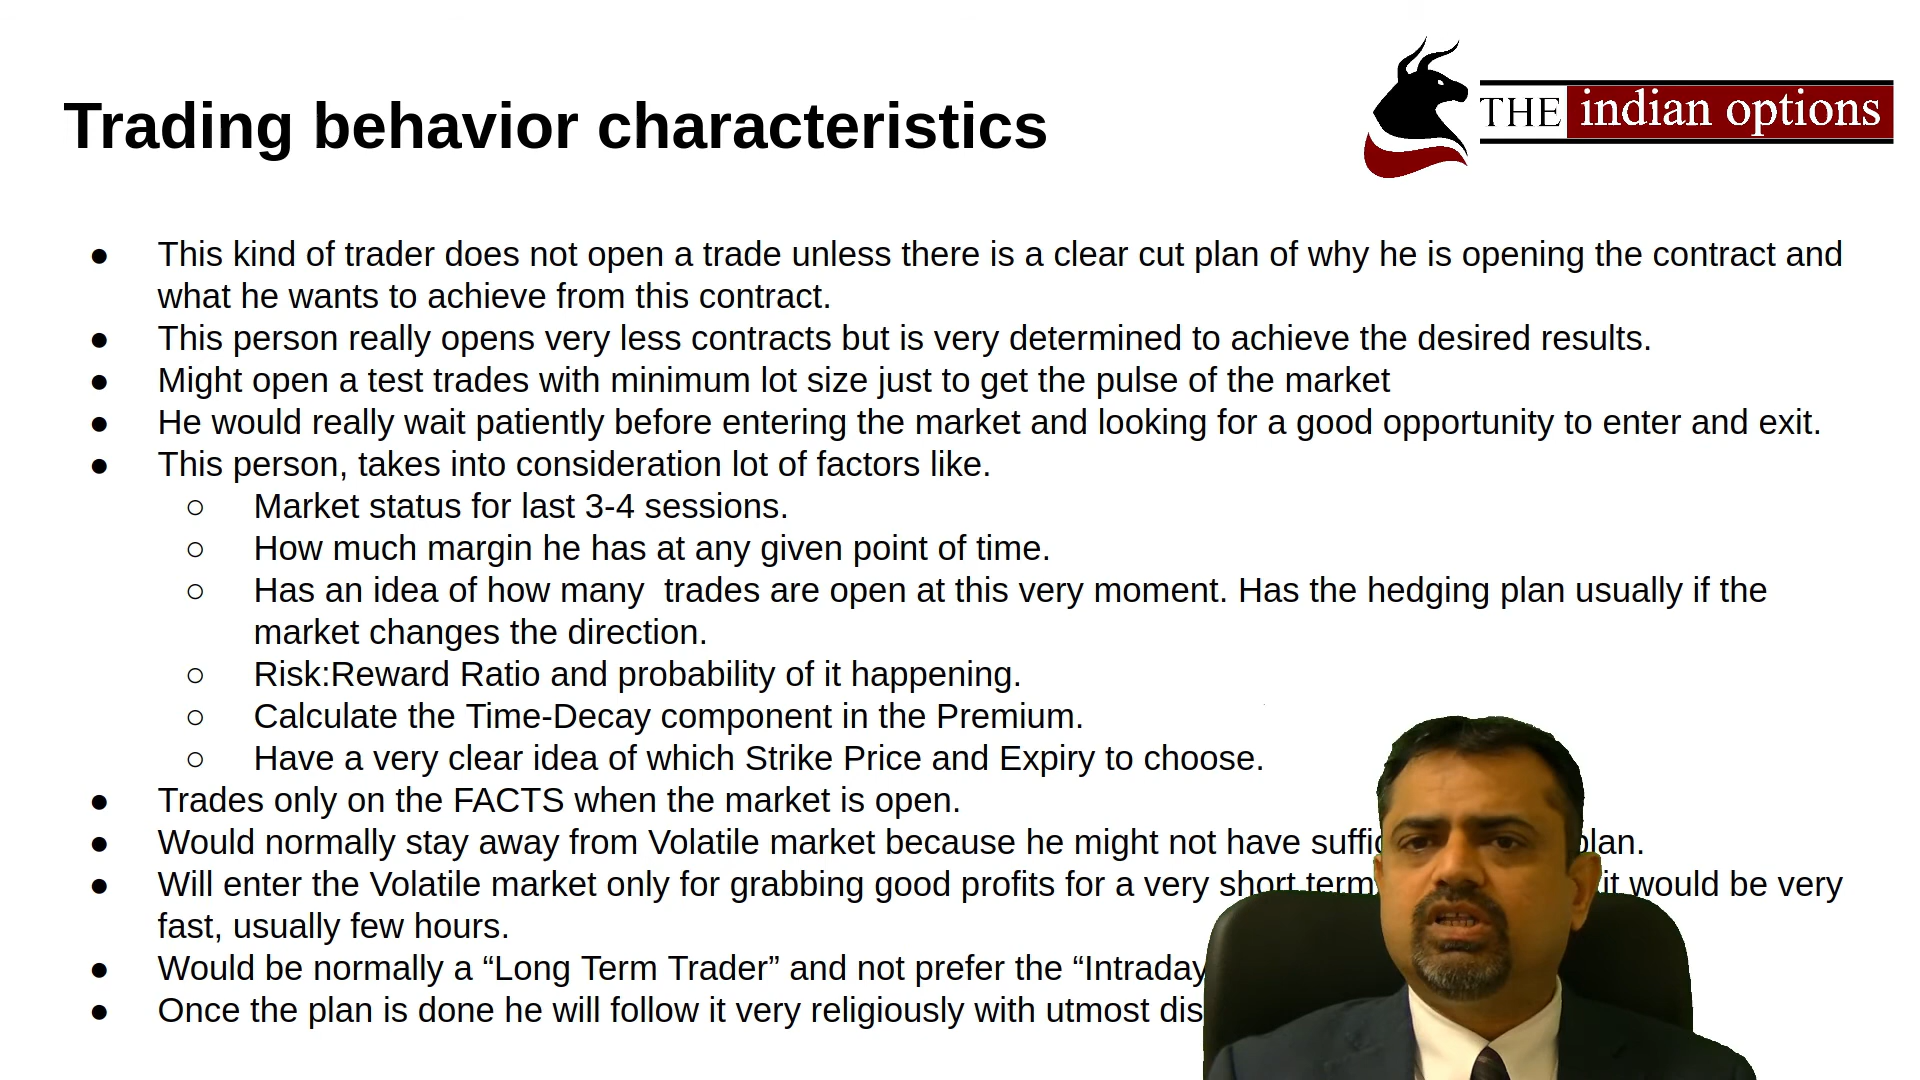 THE indian options
Trading behavior characteristics
● This kind of trader does not open a trade unless there is a clear cut plan of why he is opening the contract and
what he wants to achieve from this contract.
● This person really opens very less contracts but is very determined to achieve the desired results.
● Might open a test trades with minimum lot size just to get the pulse of the market
● He would really wait patiently before entering the market and looking for a good opportunity to enter and exit.
● This person, takes into consideration lot of factors like.
○ Market status for last 3-4 sessions.
○ How much margin he has at any given point of time.
○ Has an idea of how many  trades are open at this very moment. Has the hedging plan usually if the
market changes the direction.
○ Risk:Reward Ratio and probability of it happening.
○ Calculate the Time-Decay component in the Premium.
○ Have a very clear idea of which Strike Price and Expiry to choose.
● Trades only on the FACTS when the market is open.
● Would normally stay away from Volatile market because he might not have plan.
● Will enter the Volatile market only for grabbing good profits for a very short term it would be very
fast, usually few hours.
● Would be normally a “Long Term Trader” and not prefer the “Intraday
● Once the plan is done he will follow it very religiously with utmost